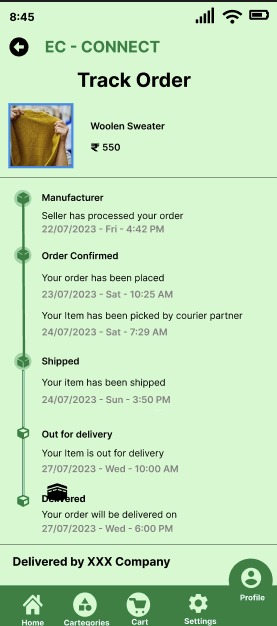 8:45
EC - CONNECT
Track Order
Woolen Sweater
₹ 550
Manufacturer
Seller has processed your order
22/07/2023 - Fri - 4:42 PM
Order Confirmed
Your order has been placed
23/07/2023 - Sat - 10:25 AM
Your item has been picked by courier partner
24/07/2023 - Sat - 7:29 AM
Shipped
Your item has been shipped
24/07/2023 - Sun - 3:50 PM
Out for delivery
Your item is out for delivery
27/07/2023 - Wed - 10:00 AM
Delivered
Your order will be delivered on
27/07/2023 - Wed - 6:00 PM
Delivered by XXX Company
Home
Carteqories
Cart
Settings
Profile